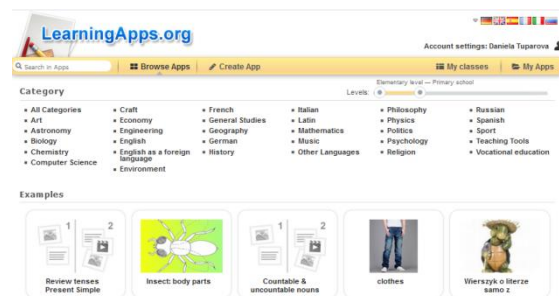 LearningApps.org
Account settings: Daniela Tuparova
Search in Apps
Browse Apps
Create App
My classes
My Apps
Category
Levels:
Elementary level — Primary school
All Categories
Art
Astronomy
Biology
Chemistry
Computer Science
Craft
Economy
Engineering
English
English as a foreign
language
Environment
French
General Studies
Geography
German
History
Italian
Latin
Mathematics
Music
Other Languages
Philosophy
Physics
Politics
Psychology
Religion
Russian
Spanish
Sport
Teaching Tools
Vocational education
Examples
1 2
Review tenses
Present Simple
Insect: body parts
1 2
Countable &
uncountable nouns
clothes
Wierszyk o literze
samo z